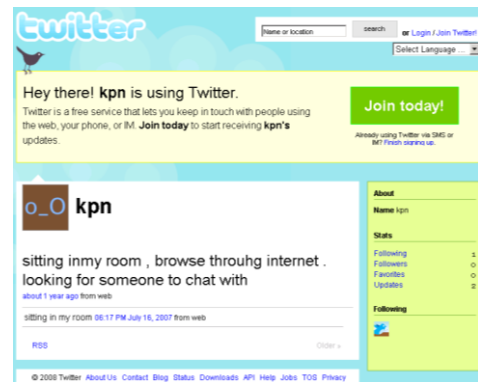 twitter
Name or location
search
or Login / Join Twitter!
Select Language ...
Hey there! kpn is using Twitter.
Twitter is a free service that lets you keep in touch with people using
the web, your phone, or IM. Join today to start receiving kpn's
updates.
Join today!
Already using Twitter via SMS or
IM? Finish signing up.
o_O
kpn
sitting inmy room , browse throuhg internet .
looking for someone to chat with
about 1 year ago from web
sitting in my room 06:17 PM July 16, 2007 from web
RSS
Older »
About
Name kpn
Stats
Following 1
Followers 0
Favorites 0
Updates 2
Following
© 2008 Twitter About Us Contact Blog Status Downloads API Help Jobs TOS Privacy